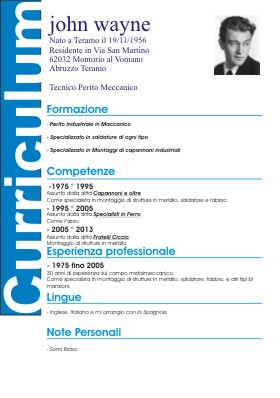 Curriculum
john wayne
Nato a Teramo il 19/11/1956
Residente in Via San Martino
62032 Montorio al Vomano
Abruzzo Teramo
Tecnico Perito Meccanico
Formazione
- Perito industriale in Maccanico
- Specializzato in saldature di ogni tipo
- Specializzato in Montaggi di capannoni industriali
Competenze
-1975 ° 1995
Assunto dalla ditta Capannoni e oltre
Come specialista in montaggio di strutture in metallo, saldatore e fabbro
- 1995 ° 2005
Assunto dalla ditta Specialisti in Ferro
Come Fabro
- 2005 ° 2013
Assunto dalla ditta Fratelli Ciccio
Montaggio di strutture in metallo
Esperienza professionale
- 1975 fino 2005
30 anni di esperienza sul campo metalmeccanico
Come specialista in montaggio di strutture in metallo, saldatore, fabbro, e altri tipi di
mansioni.
Lingue
- Inglese, Italiano e mi arrangio con lo Spagnolo
Note Personali
- Sono Bravo